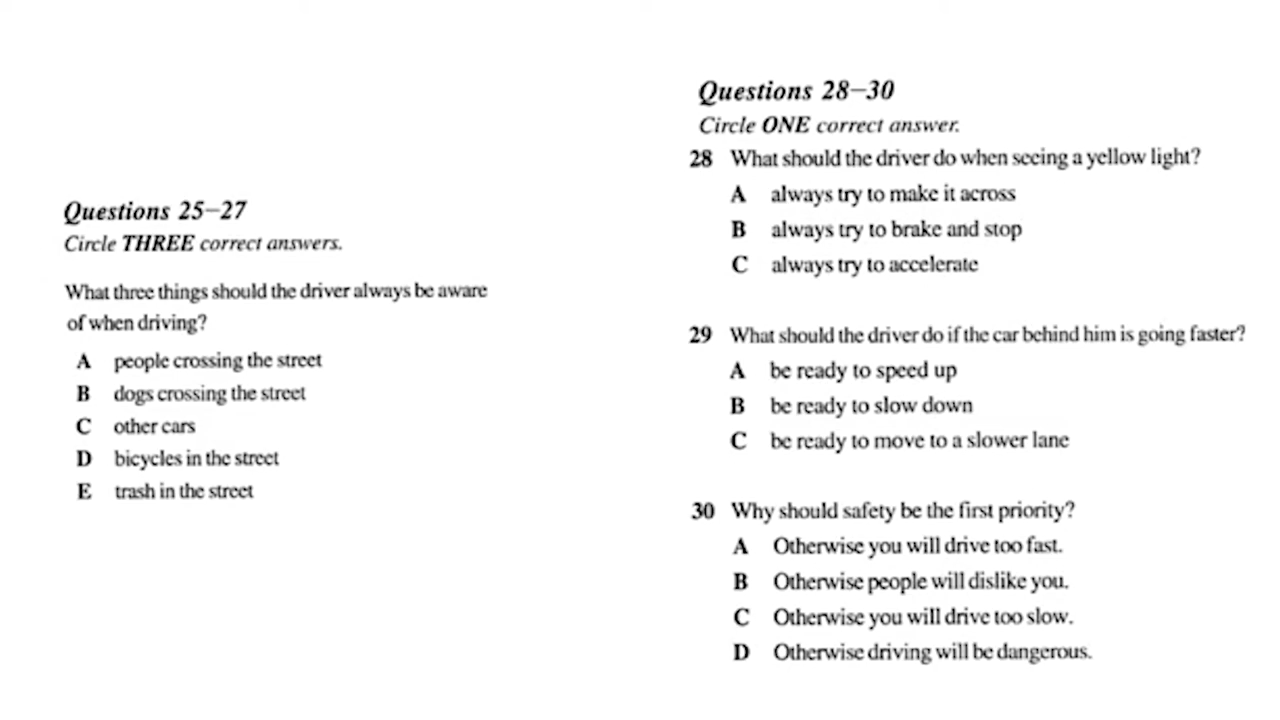 Questions 25–27
Circle THREE correct answers.
What three things should the driver always be aware
of when driving?
A people crossing the street
B dogs crossing the street
C other cars
D bicycles in the street
E trash in the street
Questions 28–30
Circle ONE correct answer.
28 What should the driver do when seeing a yellow light?
A always try to make it across
B always try to brake and stop
C always try to accelerate
29 What should the driver do if the car behind him is going faster?
A be ready to speed up
B be ready to slow down
C be ready to move to a slower lane
30 Why should safety be the first priority?
A Otherwise you will drive too fast.
B Otherwise people will dislike you.
C Otherwise you will drive too slow.
D Otherwise driving will be dangerous.